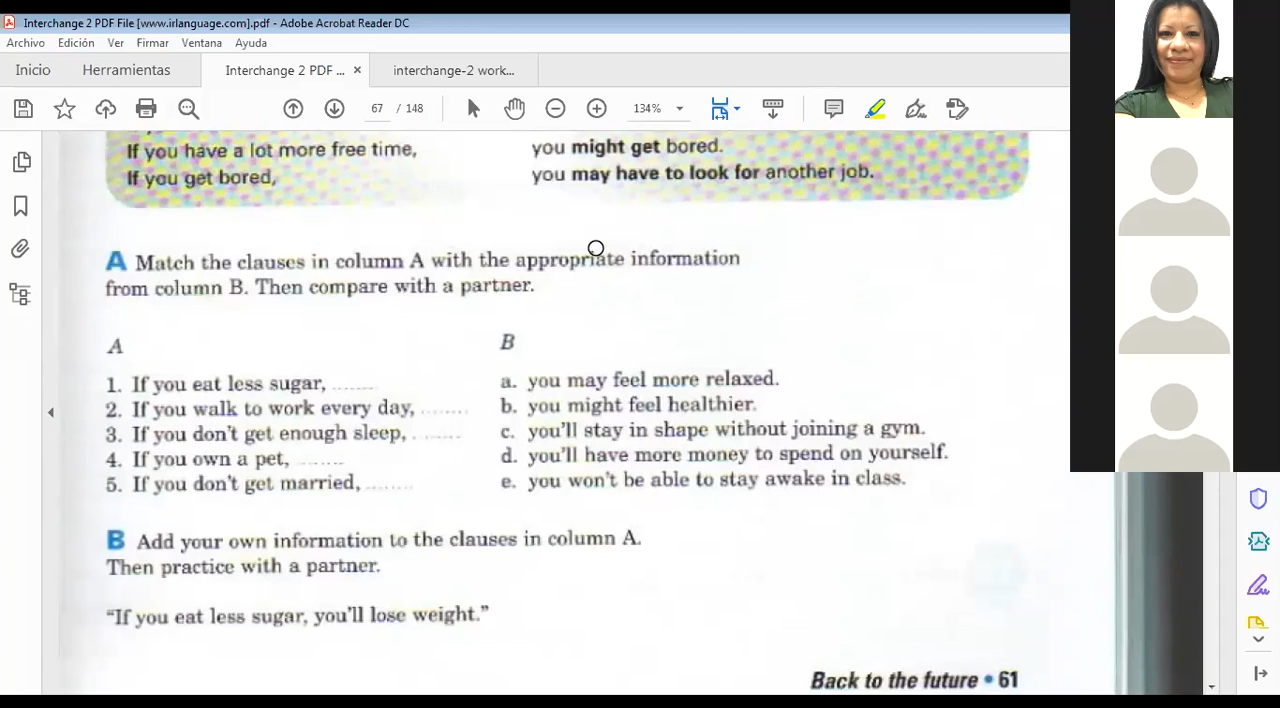 Interchange 2 PDF File [www.irlanguage.com].pdf - Adobe Acrobat Reader DC
Archivo Edición Ver Firmar Ventana Ayuda
Inicio Herramientas Interchange 2 PDF ... × interchange-2 work...
67 / 148 134%
If you have a lot more free time, you might get bored.
If you get bored, you may have to look for another job.
A Match the clauses in column A with the appropriate information
from column B. Then compare with a partner.
A B
1. If you eat less sugar, ....... a. you may feel more relaxed.
2. If you walk to work every day, ........ b. you might feel healthier.
3. If you don't get enough sleep, ........ c. you'll stay in shape without joining a gym.
4. If you own a pet, ....... d. you'll have more money to spend on yourself.
5. If you don't get married, ........ e. you won't be able to stay awake in class.
B Add your own information to the clauses in column A.
Then practice with a partner.
"If you eat less sugar, you'll lose weight."
Back to the future • 61